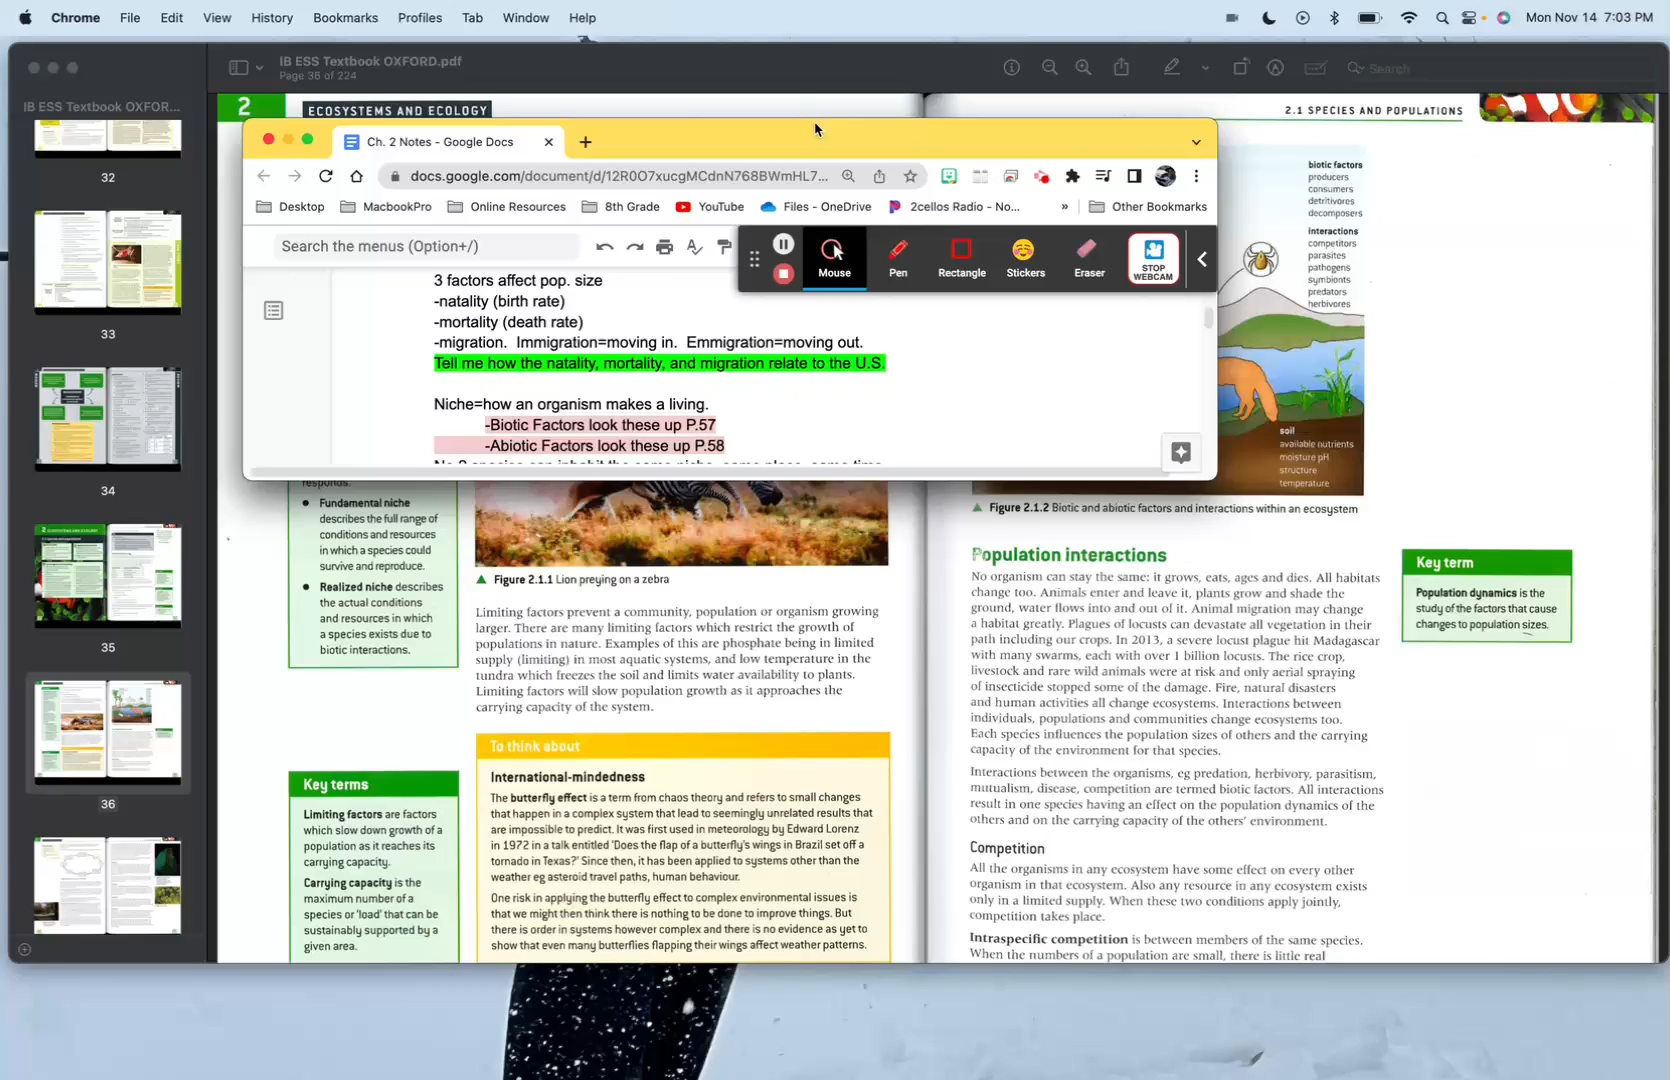 Chrome File Edit View History Bookmarks Profiles Tab Window Help Mon Nov 14 7:03 PM
IB ESS Textbook OXFORD.pdf
Page 36 of 224
Search
IB ESS Textbook OXFOR...
32
33
34
35
36
2 ECOSYSTEMS AND ECOLOGY
2.1 SPECIES AND POPULATIONS
Ch. 2 Notes - Google Docs
docs.google.com/document/d/12R0O7xucgMCdnN768BWmHL7...
Desktop MacbookPro Online Resources 8th Grade YouTube Files - OneDrive 2cellos Radio - No... » Other Bookmarks
Search the menus (Option+/)
Mouse Pen Rectangle Stickers Eraser STOP WEBCAM
3 factors affect pop. size
-natality (birth rate)
-mortality (death rate)
-migration. Immigration=moving in. Emmigration=moving out.
Tell me how the natality, mortality, and migration relate to the U.S.
Niche=how an organism makes a living.
-Biotic Factors look these up P.57
-Abiotic Factors look these up P.58
responds.
Fundamental niche
describes the full range of
conditions and resources
in which a species could
survive and reproduce.
Realized niche describes
the actual conditions
and resources in which
a species exists due to
biotic interactions.
Key terms
Limiting factors are factors
which slow down growth of a
population as it reaches its
carrying capacity.
Carrying capacity is the
maximum number of a
species or 'load' that can be
sustainably supported by a
given area.
Figure 2.1.1 Lion preying on a zebra
Limiting factors prevent a community, population or organism growing
larger. There are many limiting factors which restrict the growth of
populations in nature. Examples of this are phosphate being in limited
supply (limiting) in most aquatic systems, and low temperature in the
tundra which freezes the soil and limits water availability to plants.
Limiting factors will slow population growth as it approaches the
carrying capacity of the system.
To think about
International-mindedness
The butterfly effect is a term from chaos theory and refers to small changes
that happen in a complex system that lead to seemingly unrelated results that
are impossible to predict. It was first used in meteorology by Edward Lorenz
in 1972 in a talk entitled 'Does the flap of a butterfly's wings in Brazil set off a
tornado in Texas?' Since then, it has been applied to systems other than the
weather eg asteroid travel paths, human behaviour.
One risk in applying the butterfly effect to complex environmental issues is
that we might then think there is nothing to be done to improve things. But
there is order in systems however complex and there is no evidence as yet to
show that even many butterflies flapping their wings affect weather patterns.
biotic factors
producers
consumers
detritivores
decomposers
interactions
competitors
parasites
pathogens
symbionts
predators
herbivores
soil
available nutrients
moisture pH
structure
temperature
Figure 2.1.2 Biotic and abiotic factors and interactions within an ecosystem
Population interactions
No organism can stay the same: it grows, eats, ages and dies. All habitats
change too. Animals enter and leave it, plants grow and shade the
ground, water flows into and out of it. Animal migration may change
a habitat greatly. Plagues of locusts can devastate all vegetation in their
path including our crops. In 2013, a severe locust plague hit Madagascar
with many swarms, each with over 1 billion locusts. The rice crop,
livestock and rare wild animals were at risk and only aerial spraying
of insecticide stopped some of the damage. Fire, natural disasters
and human activities all change ecosystems. Interactions between
individuals, populations and communities change ecosystems too.
Each species influences the population sizes of others and the carrying
capacity of the environment for that species.
Interactions between the organisms, eg predation, herbivory, parasitism,
mutualism, disease, competition are termed biotic factors. All interactions
result in one species having an effect on the population dynamics of the
others and on the carrying capacity of the others' environment.
Competition
All the organisms in any ecosystem have some effect on every other
organism in that ecosystem. Also any resource in any ecosystem exists
only in a limited supply. When these two conditions apply jointly,
competition takes place.
Intraspecific competition is between members of the same species.
When the numbers of a population are small, there is little real
Key term
Population dynamics is the
study of the factors that cause
changes to population sizes.